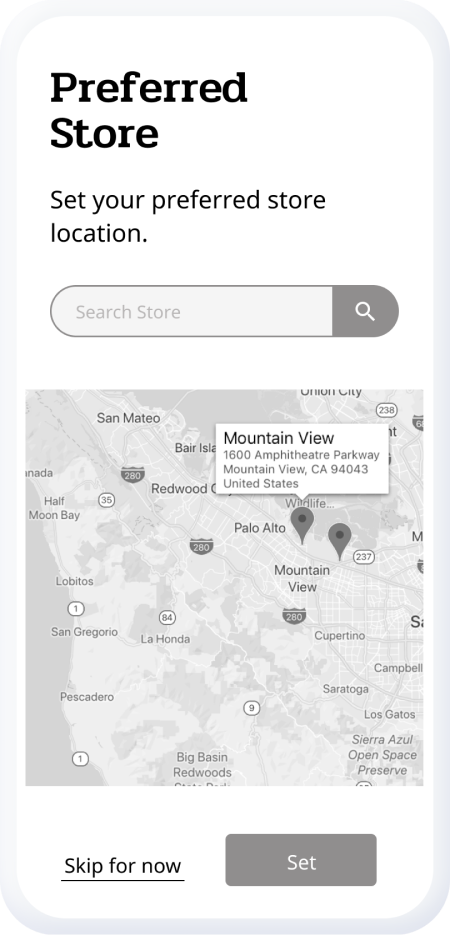 Preferred
Store
Set your preferred store
location.
Search Store
Union City
238
San Mateo
Mountain View
1600 Amphitheatre Parkway
Mountain View, CA 94043
United States
Bair Isla
280
Redwood C
35
Half
Moon Bay
Wildlife...
Palo Alto
280
237
Mountain
View
Lobitos
1
84
280
San Gregorio
La Honda
Cupertino
Campbell
Saratoga
Pescadero
9
Los Gatos
Sierra Azul
Open Space
Preserve
1
Big Basin
Redwoods
State Park
Skip for now
Set